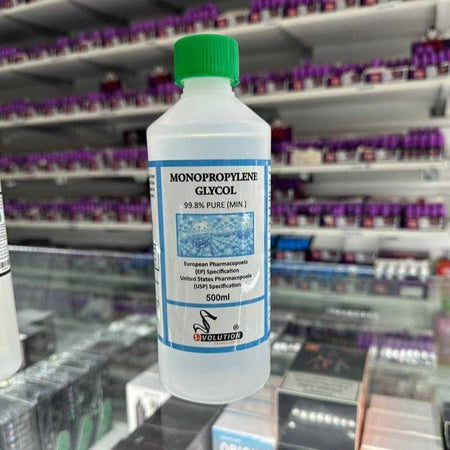 MONOPROPYLENE
GLYCOL
99.8% PURE (MIN.)
European Pharmacopoeia
(EP) Specification
United States Pharmacopoeia
(USP) Specification
500ml
EVOLUTION
®